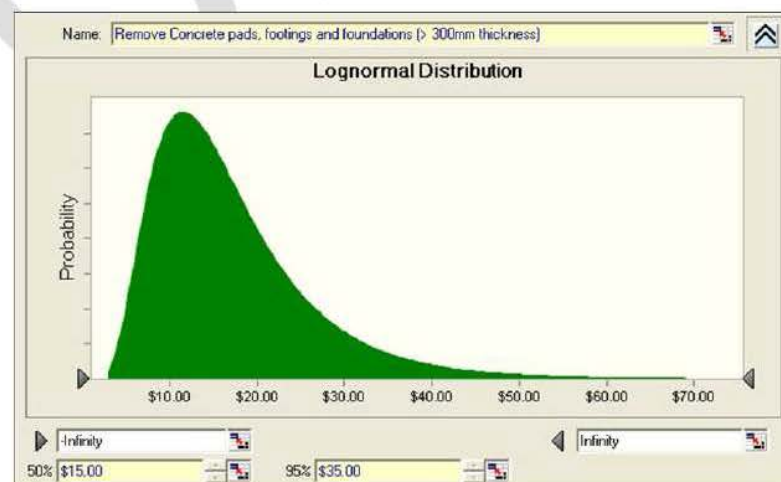 Name: Remove Concrete pads, footings and foundations (> 300mm thickness)
Lognormal Distribution
Probability
$10.00 $20.00 $30.00 $40.00 $50.00 $60.00 $70.00
-Infinity Infinity
50% $15.00 95% $35.00